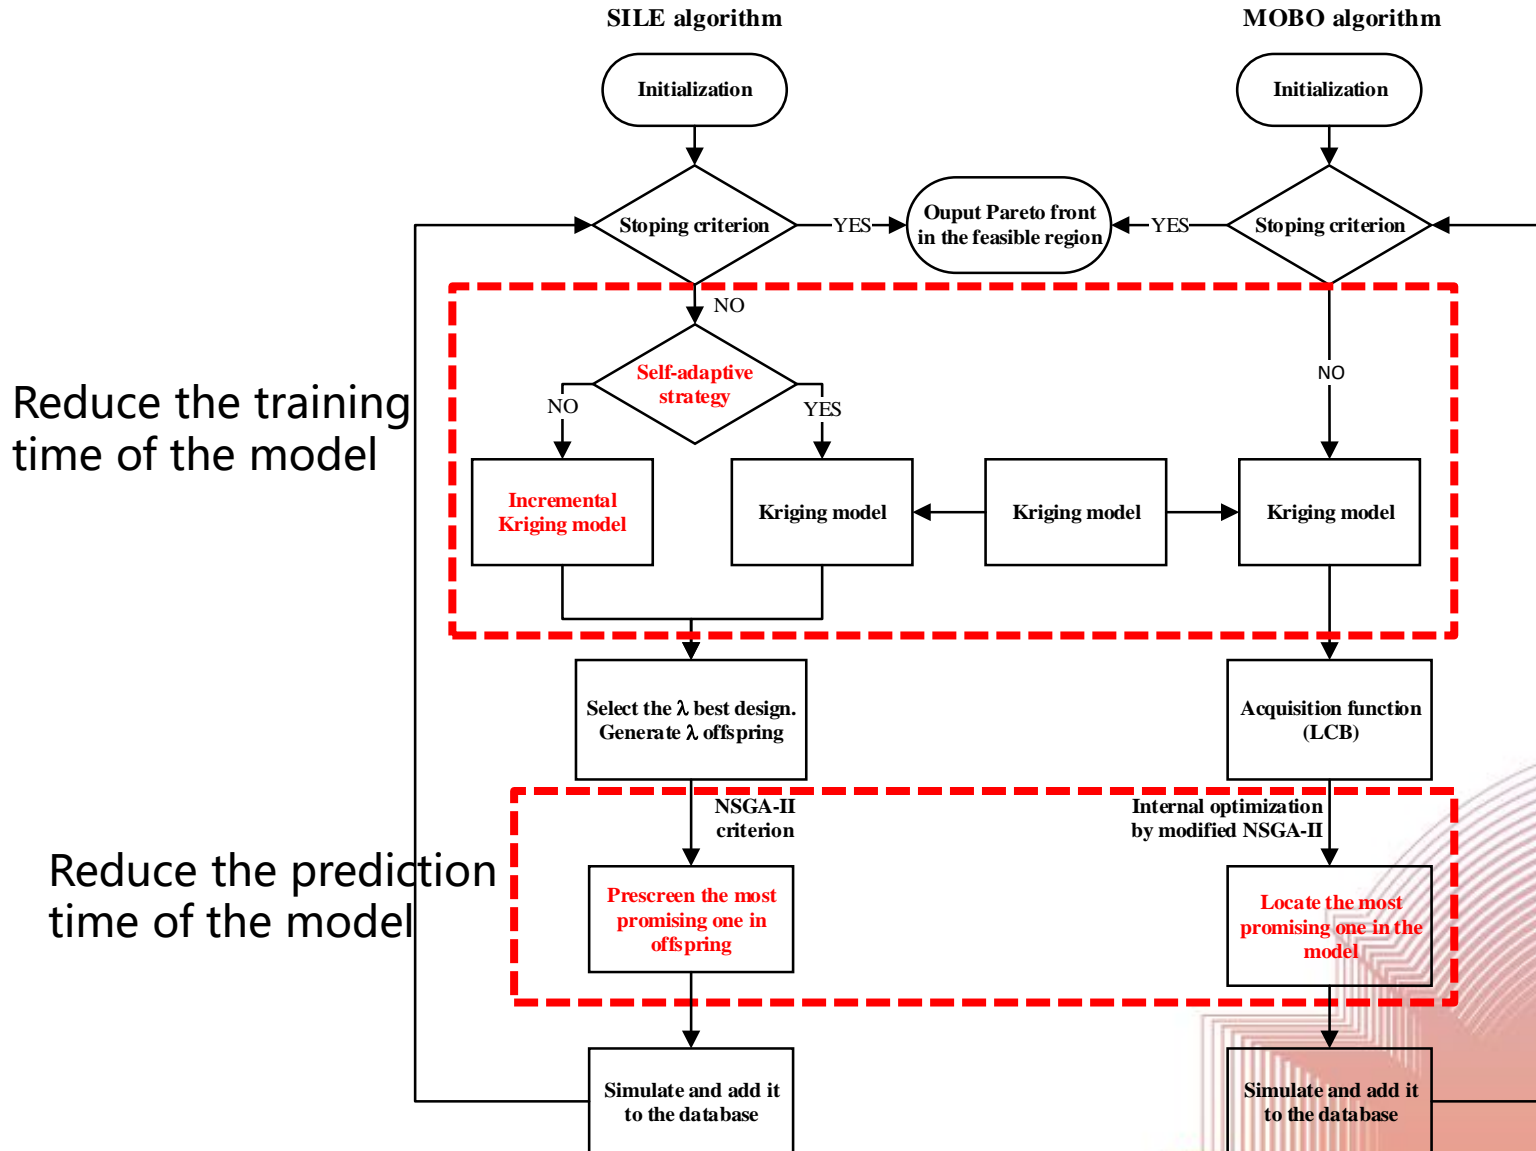 SILE algorithm
MOBO algorithm
Initialization
Initialization
Stoping criterion
YES
Ouput Pareto front
in the feasible region
YES
Stoping criterion
NO
Self-adaptive
strategy
NO
YES
NO
Reduce the training
time of the model
Incremental
Kriging model
Kriging model
Kriging model
Kriging model
Select the λ best design.
Generate λ offspring
Acquisition function
(LCB)
NSGA-II
criterion
Internal optimization
by modified NSGA-II
Reduce the prediction
time of the model
Prescreen the most
promising one in
offspring
Locate the most
promising one in the
model
Simulate and add it
to the database
Simulate and add it
to the database